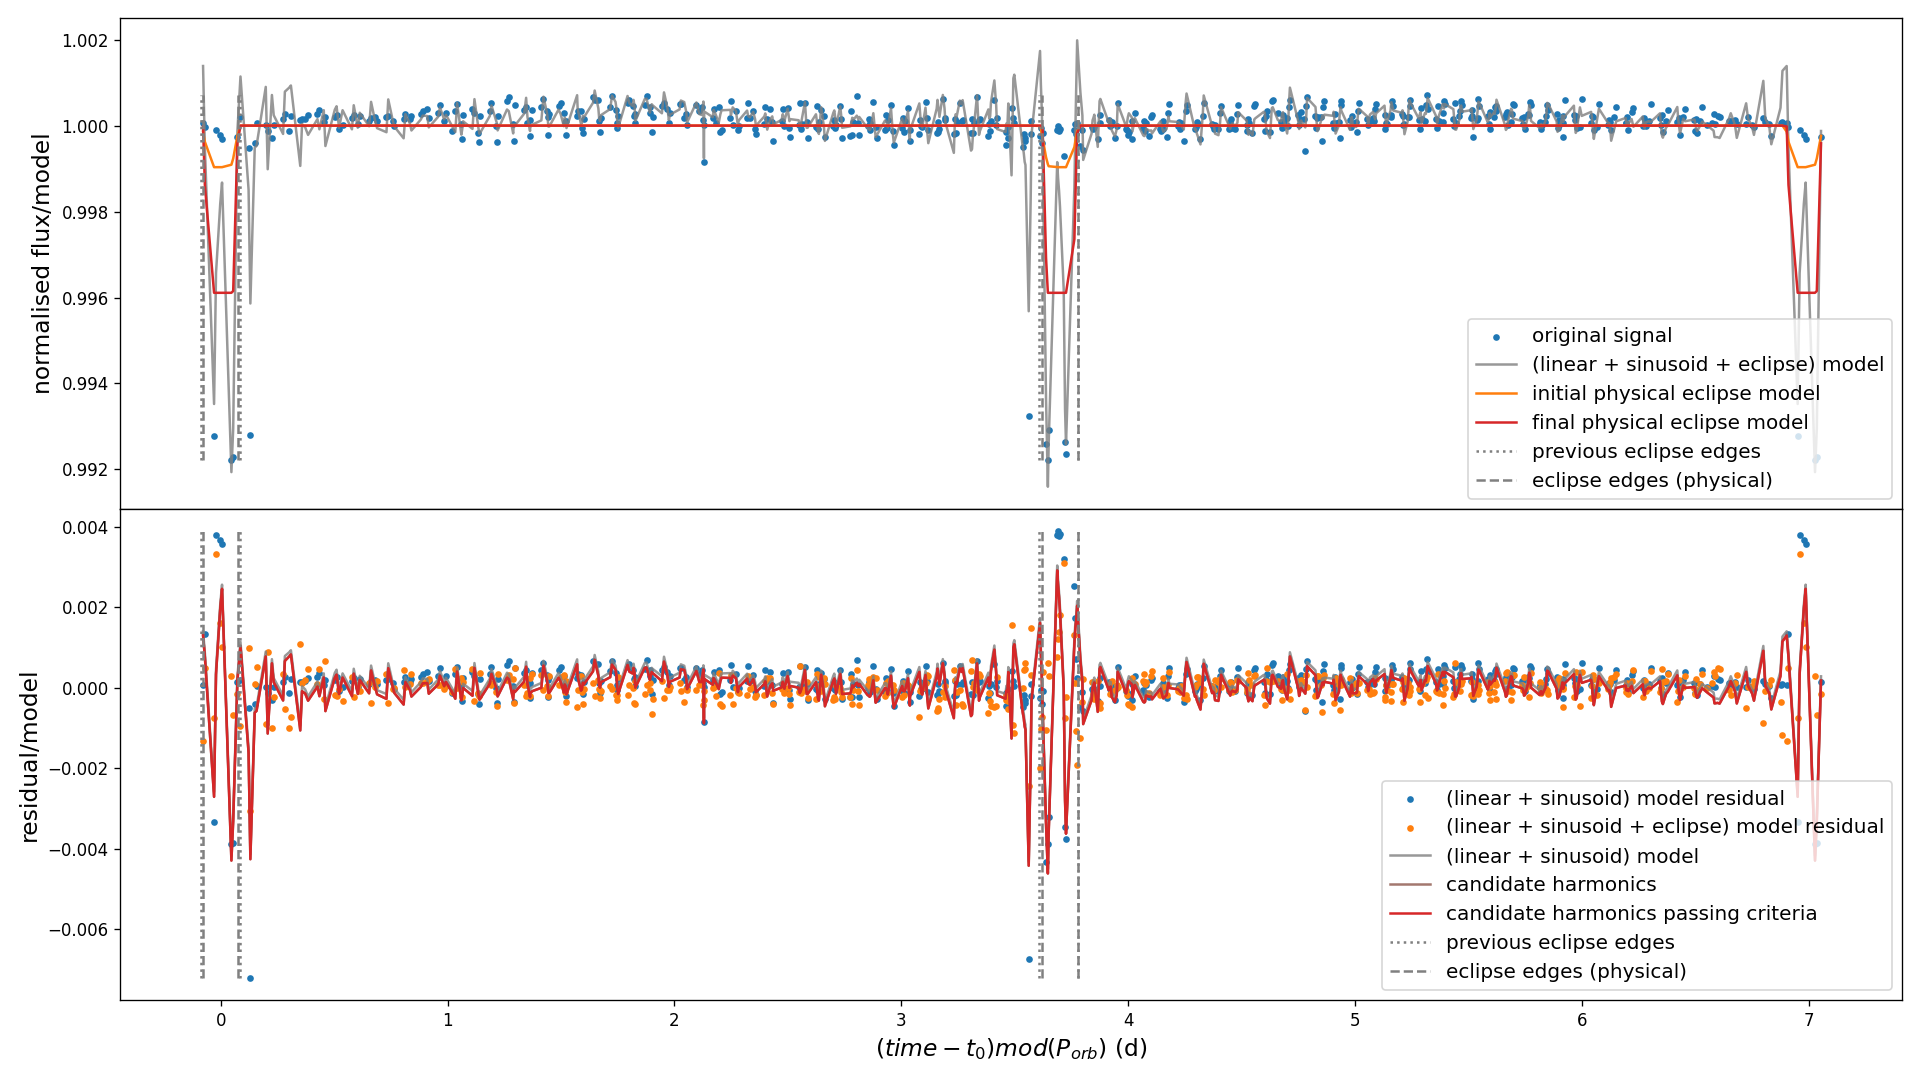 1.002
1.000
0.998
0.996
0.994
0.992
normalised flux/model
original signal
(linear + sinusoid + eclipse) model
initial physical eclipse model
final physical eclipse model
previous eclipse edges
eclipse edges (physical)
0.004
0.002
0.000
−0.002
−0.004
−0.006
residual/model
(linear + sinusoid) model residual
(linear + sinusoid + eclipse) model residual
(linear + sinusoid) model
candidate harmonics
candidate harmonics passing criteria
previous eclipse edges
eclipse edges (physical)
0 1 2 3 4 5 6 7
(time − t₀)mod(P_orb) (d)